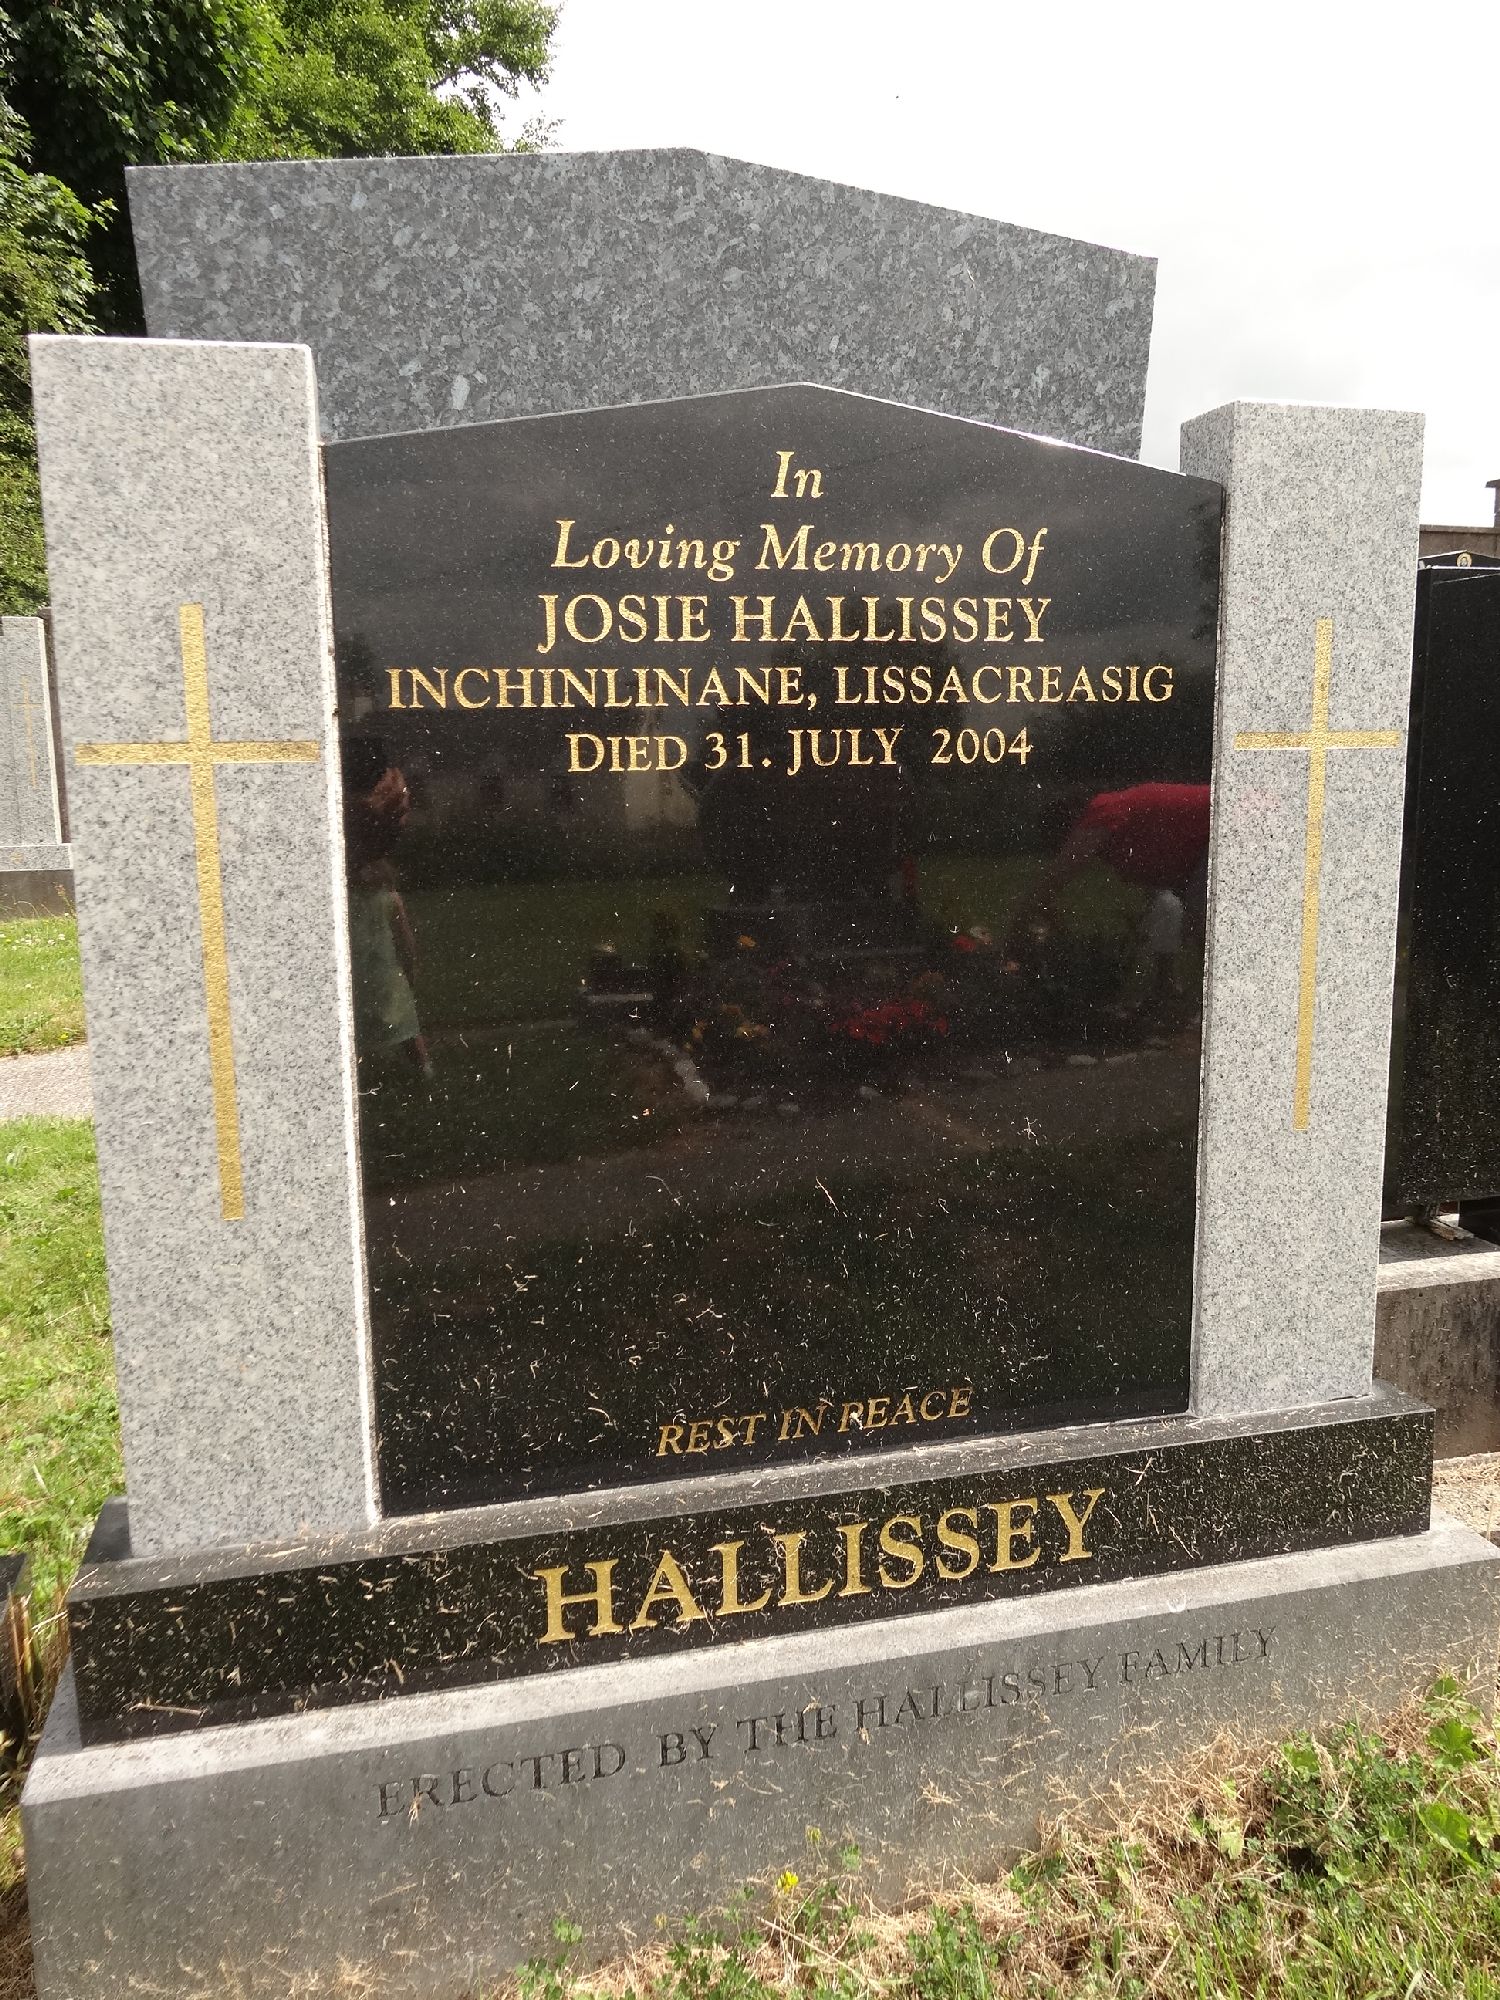 In
Loving Memory Of
JOSIE HALLISSEY
INCHINLINANE, LISSACREASIG
DIED 31. JULY 2004
REST IN PEACE
HALLISSEY
ERECTED BY THE HALLISSEY FAMILY